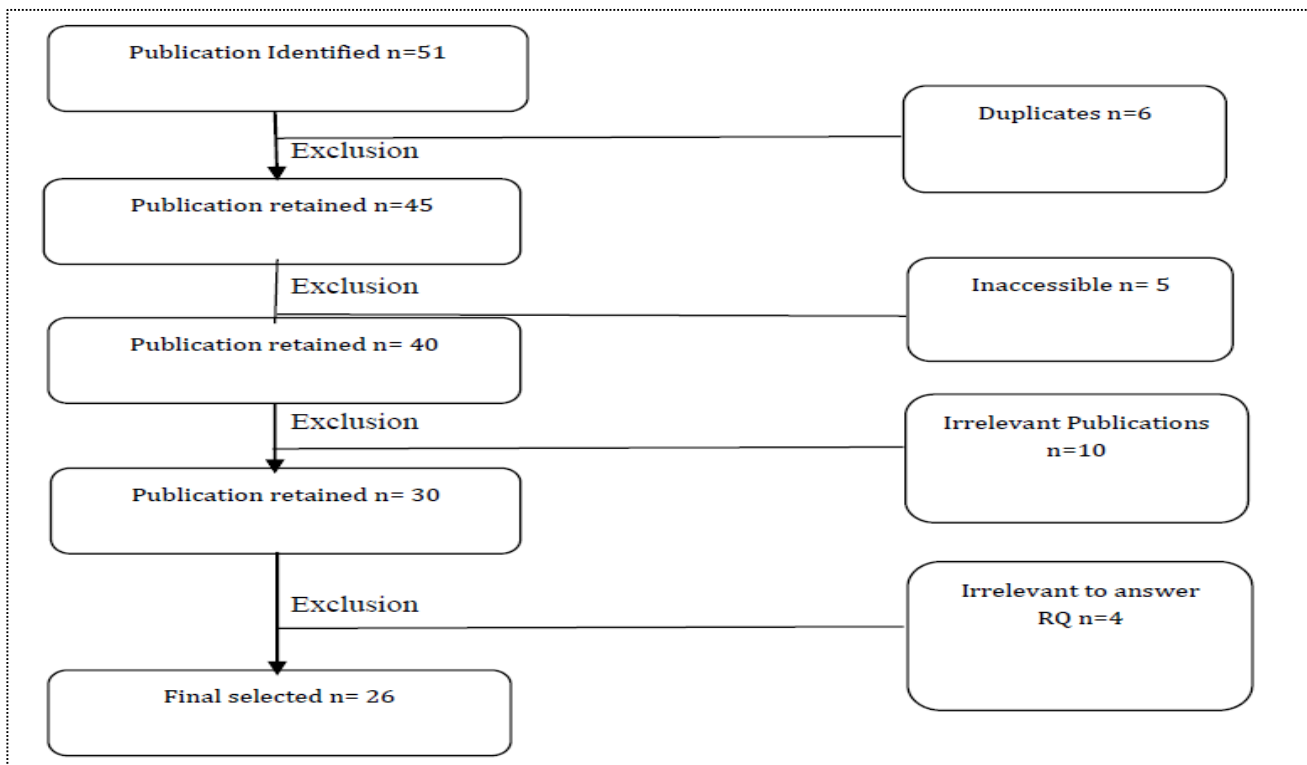 Publication Identified n=51
Duplicates n=6
Exclusion
Publication retained n=45
Inaccessible n= 5
Exclusion
Publication retained n= 40
Irrelevant Publications
n=10
Exclusion
Publication retained n= 30
Irrelevant to answer
RQ n=4
Exclusion
Final selected n= 26